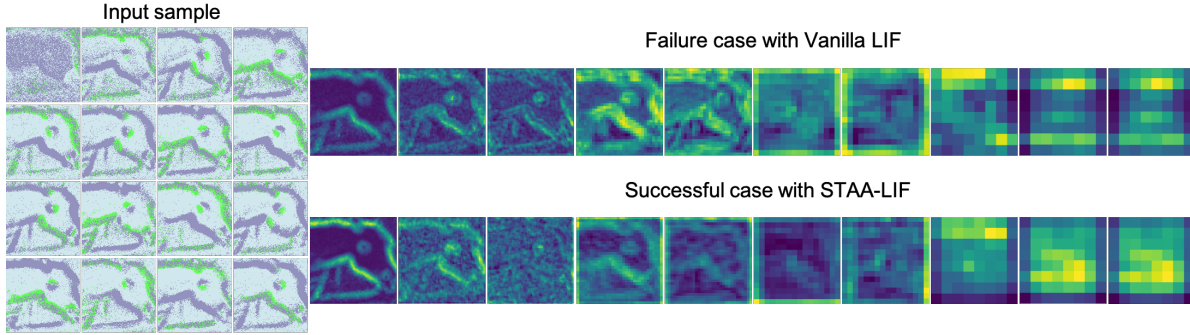 Input sample
Failure case with Vanilla LIF
Successful case with STAA-LIF